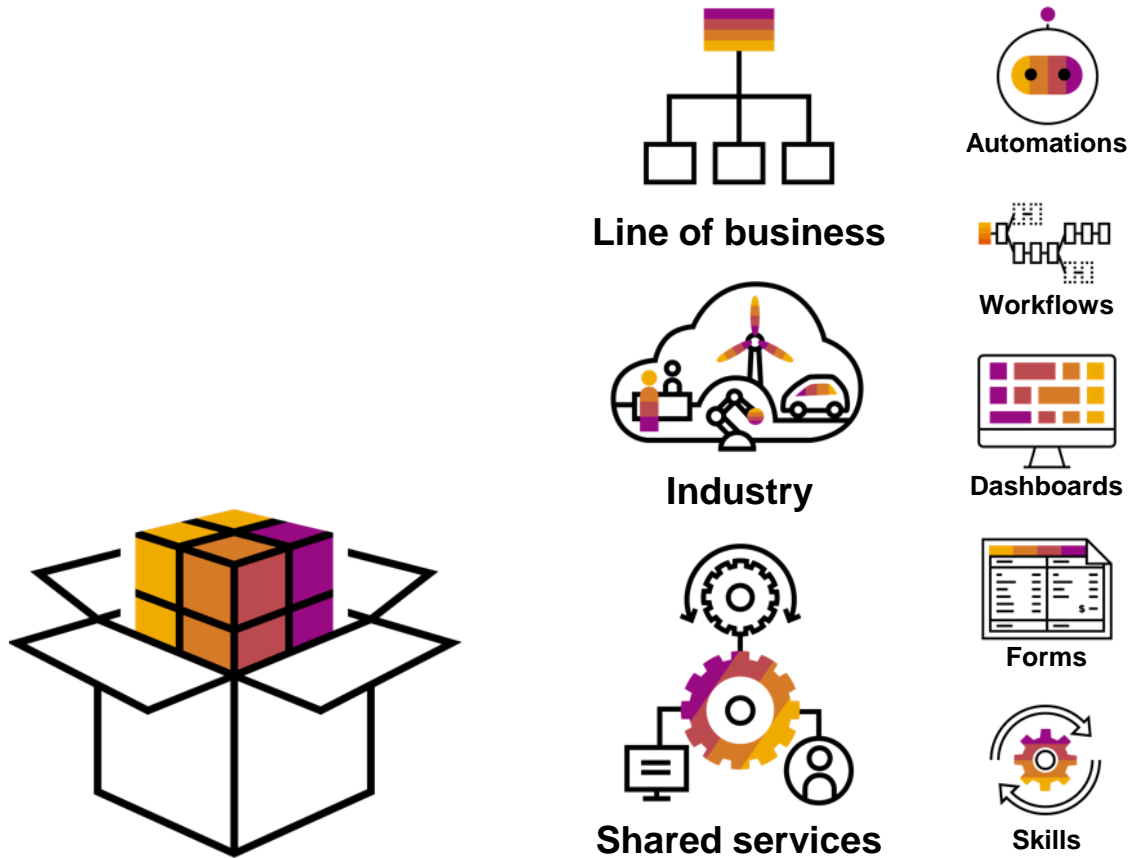 Line of business
Industry
Shared services
Automations
Workflows
Dashboards
Forms
$
Skills